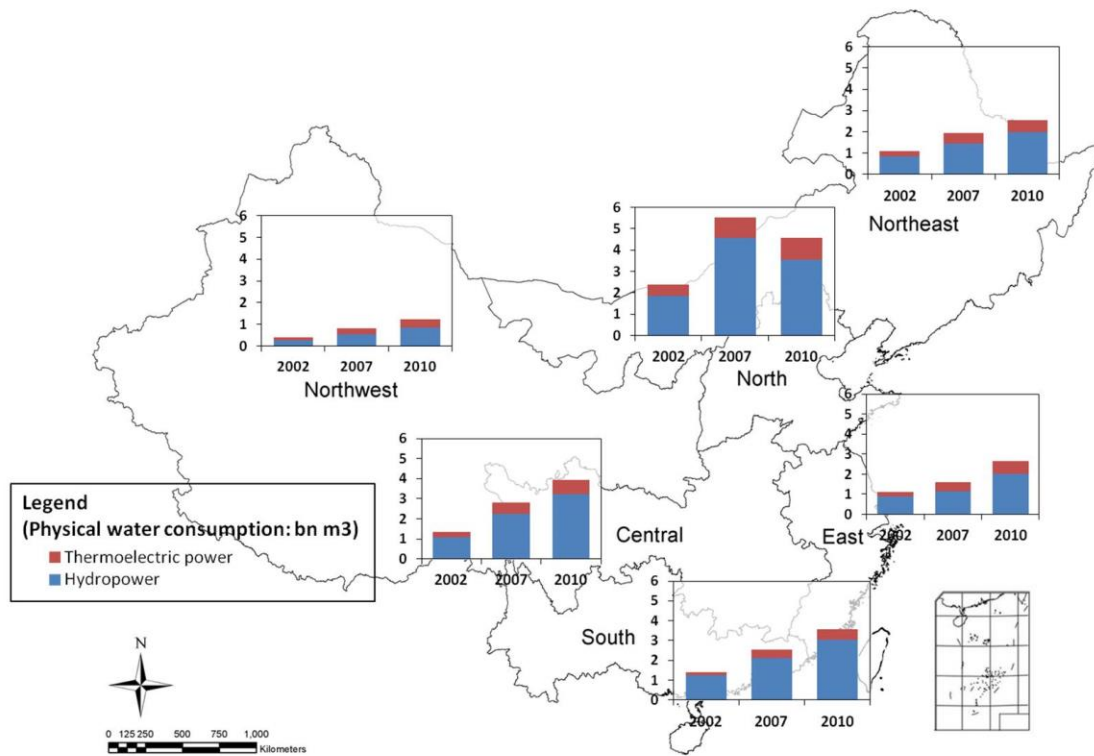 6
5
4
3
2
1
0
2002 2007 2010
Northeast
6
5
4
3
2
1
0
2002 2007 2010
North
6
5
4
3
2
1
0
2002 2007 2010
Northwest
6
5
4
3
2
1
0
2002 2007 2010
East
6
5
4
3
2
1
0
2002 2007 2010
Central
6
5
4
3
2
1
0
2002 2007 2010
South
Legend
(Physical water consumption: bn m3)
Thermoelectric power
Hydropower
N
0 125 250 500 750 1,000
Kilometers